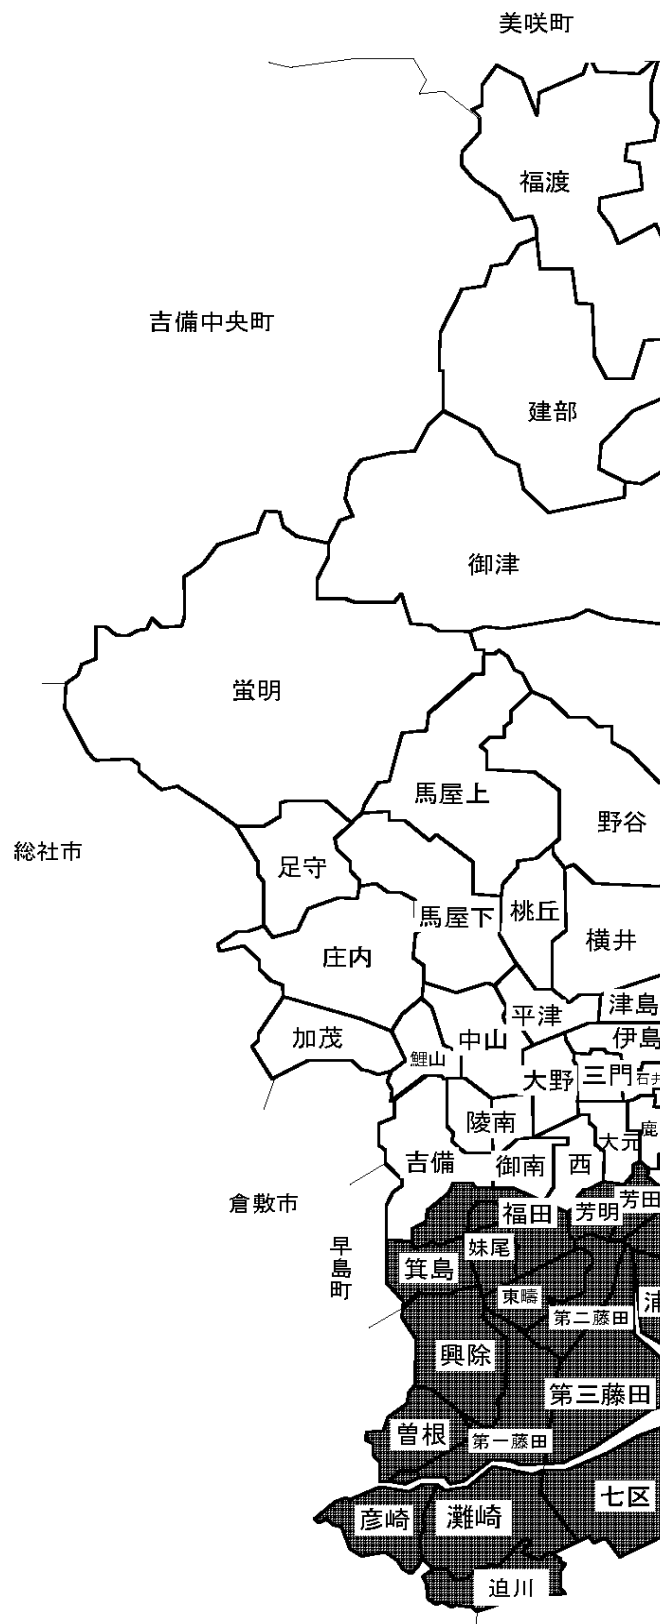 美咲町
福渡
吉備中央町
建部
御津
蛍明
馬屋上
野谷
総社市
足守
馬屋下
桃丘
横井
庄内
津島
平津
加茂
中山
伊島
鯉山
大野
三門
石井
陵南
大元
鹿
吉備
御南
西
倉敷市
福田
芳明
芳田
早島町
妹尾
箕島
東疇
浦
第二藤田
興除
第三藤田
曽根
第一藤田
七区
彦崎
灘崎
迫川